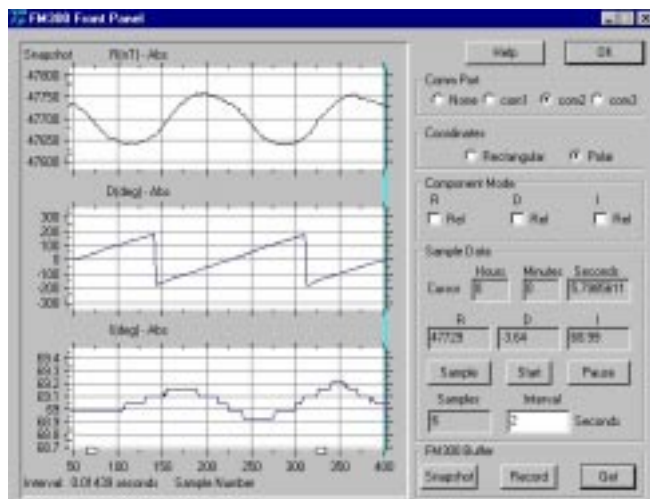 FM300 Front Panel
Snapshot R(nT) - Abs
47800
47750
47700
47650
47600
D(deg) - Abs
300
200
100
0
-100
-200
-300
I(deg) - Abs
69.4
69.3
69.2
69.1
69
68.9
68.8
68.7
50 100 150 200 250 300 350 400
Interval: 0.01439 seconds Sample Number
Help OK
Comm Port
None com1 com2 com3
Coordinates
Rectangular Polar
Component Mode
R D I
Rel Rel Rel
Sample Data
Hours Minutes Seconds
Cursor 0 0
R D I
47729 -3.64 68.99
Sample Start Pause
Samples Interval
6 2 Seconds
FM300 Buffer
Snapshot Record Get